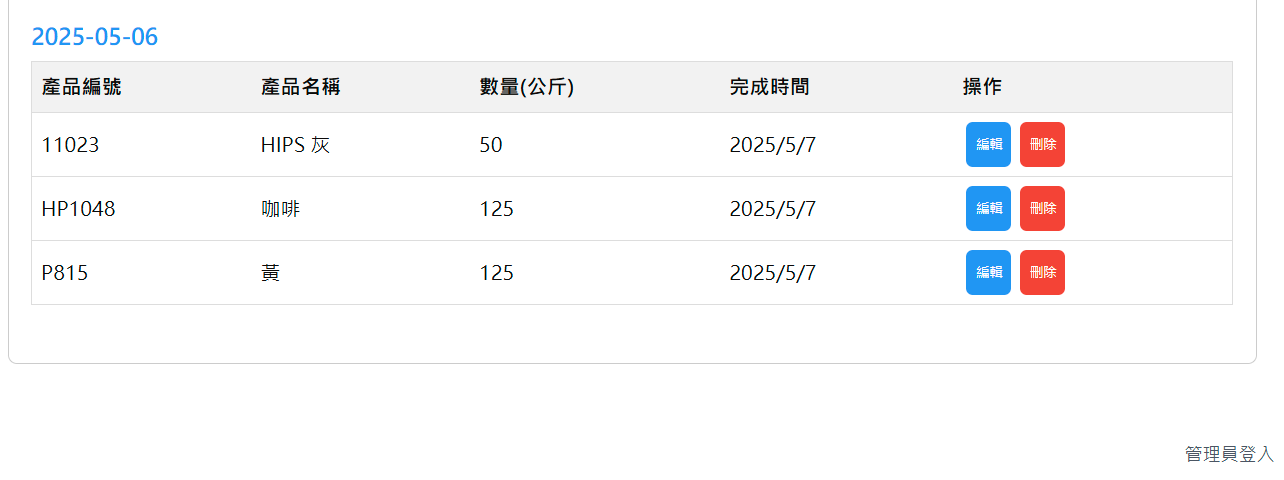 2025-05-06
產品編號 產品名稱 數量(公斤) 完成時間 操作
11023 HIPS 灰 50 2025/5/7 編輯 刪除
HP1048 咖啡 125 2025/5/7 編輯 刪除
P815 黃 125 2025/5/7 編輯 刪除
管理員登入